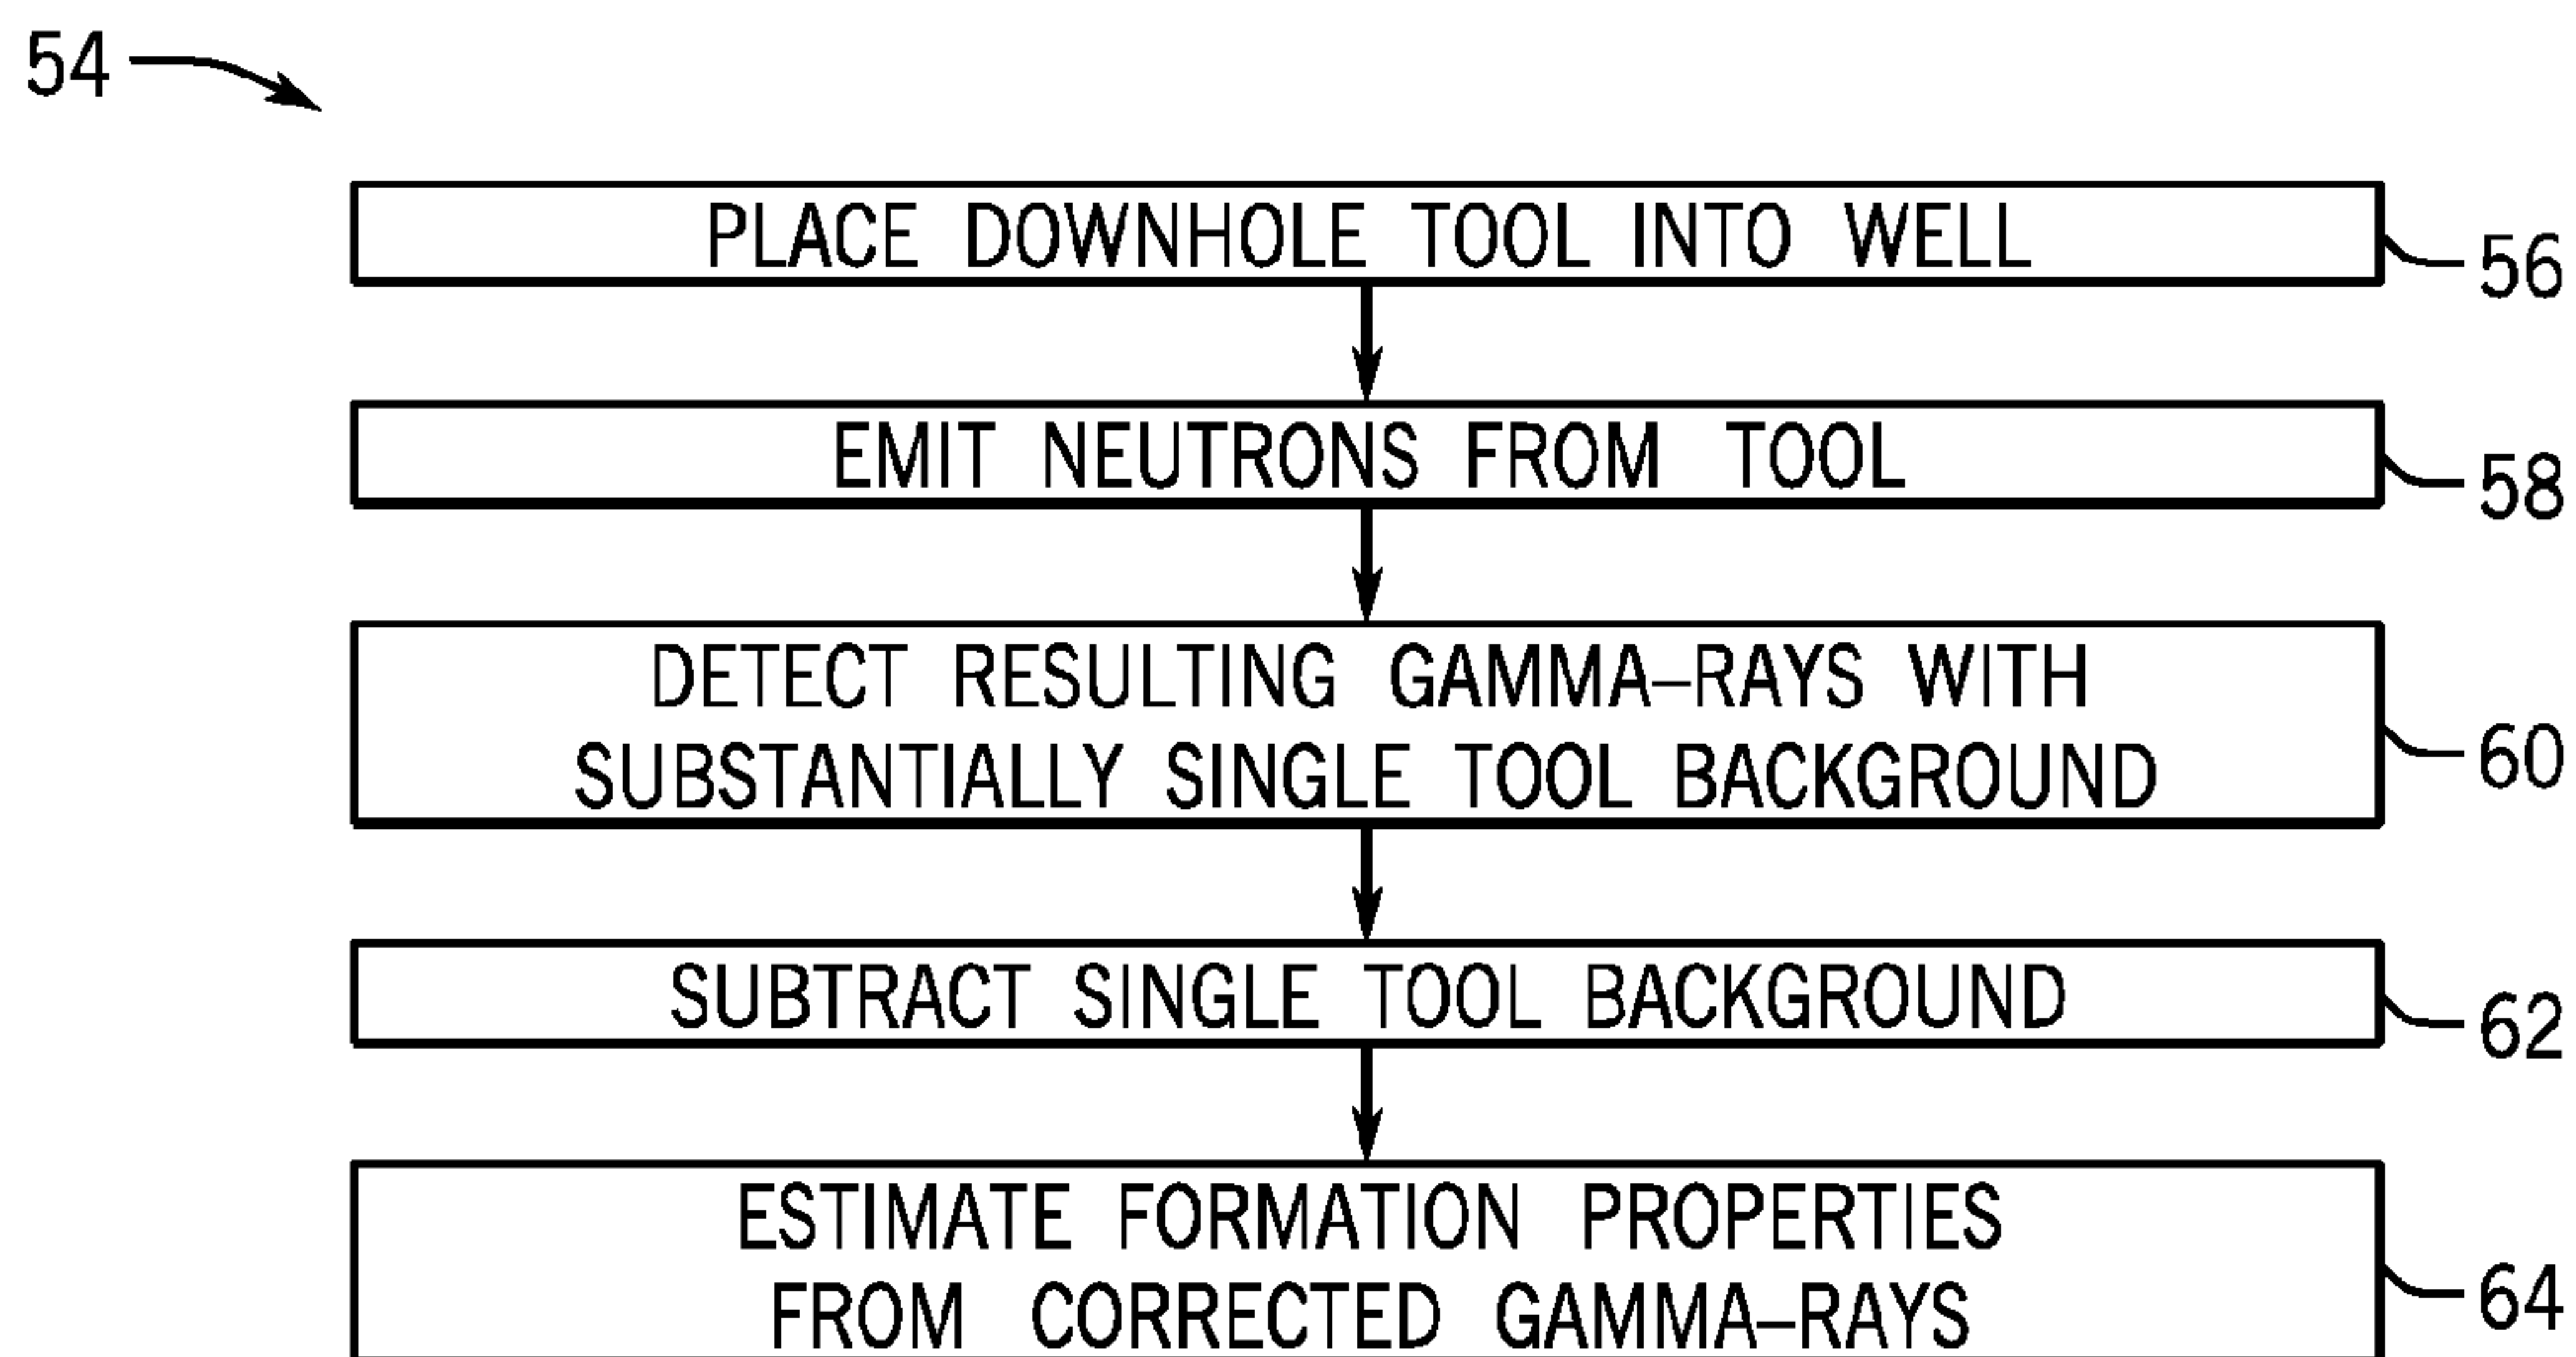 54
PLACE DOWNHOLE TOOL INTO WELL
56
EMIT NEUTRONS FROM TOOL
58
DETECT RESULTING GAMMA–RAYS WITH
SUBSTANTIALLY SINGLE TOOL BACKGROUND
60
SUBTRACT SINGLE TOOL BACKGROUND
62
ESTIMATE FORMATION PROPERTIES
FROM CORRECTED GAMMA–RAYS
64